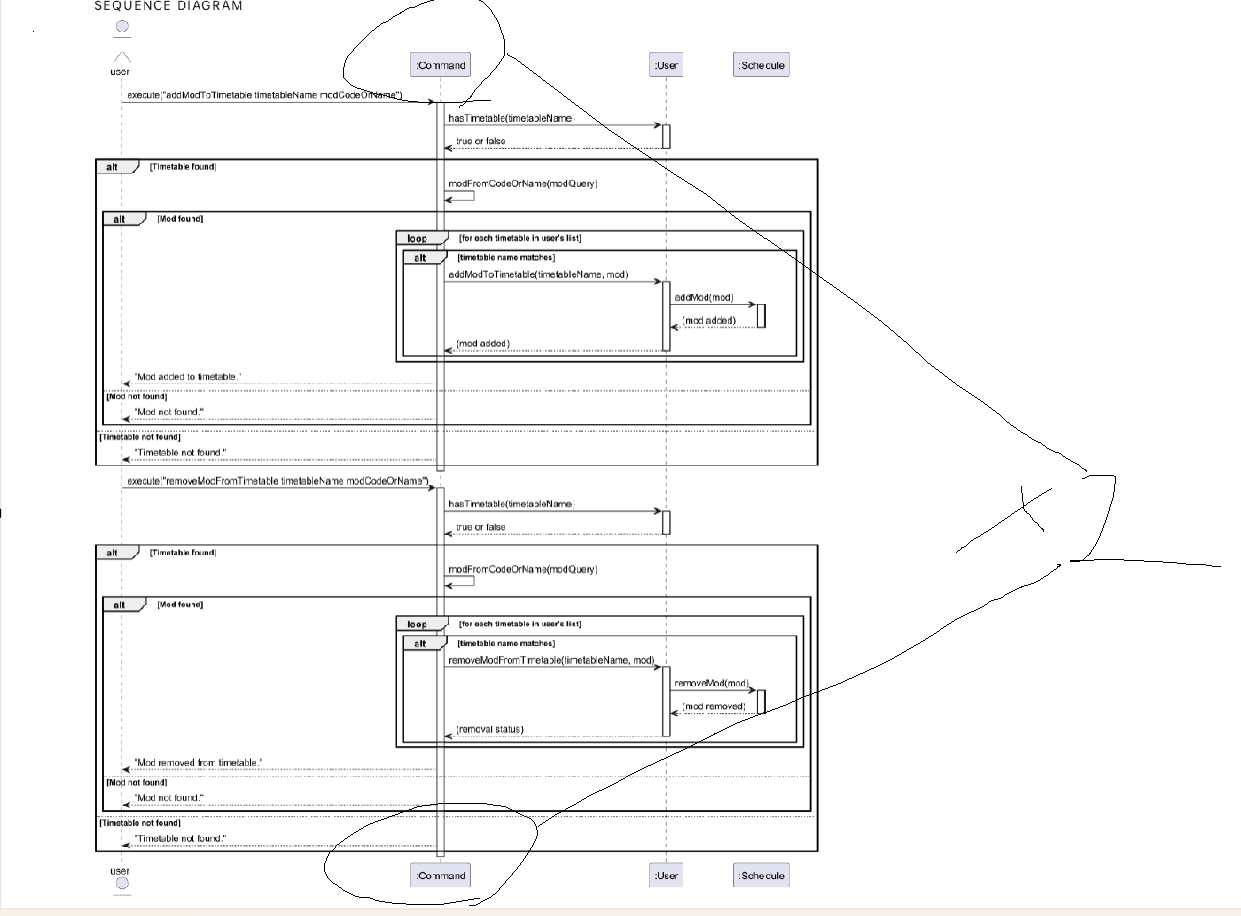 SEQUENCE DIAGRAM
:Command :User :Schedule
user
execute("addModToTimetable timetableName modCodeOrName")
hasTimetable(timetableName
true or false
alt [Timetable found]
modFromCodeOrName(modQuery)
alt [Mod found]
loop [for each timetable in user's list]
alt [timetable name matches]
addModToTimetable(timetableName, mod)
addMod(mod)
(mod added)
(mod added)
"Mod added to timetable."
[Mod not found]
"Mod not found."
[Timetable not found]
"Timetable not found."
execute("removeModFromTimetable timetableName modCodeOrName")
hasTimetable(timetableName
true or false
alt [Timetable found]
modFromCodeOrName(modQuery)
alt [Mod found]
loop [for each timetable in user's list]
alt [timetable name matches]
removeModFromTimetable(timetableName, mod)
removeMod(mod)
(mod removed)
(removal status)
"Mod removed from timetable."
[Mod not found]
"Mod not found."
[Timetable not found]
"Timetable not found."
user
:Command :User :Schedule